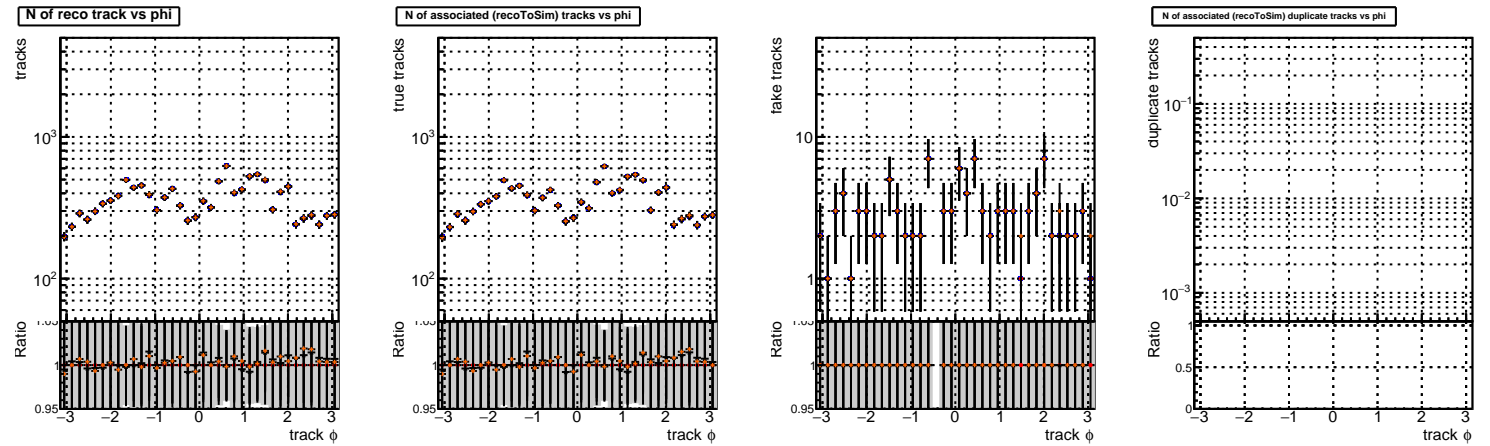 N of reco track vs phi
tracks
10³
10²
Ratio
1
0.95
−3 −2 −1 0 1 2 3
track ϕ
N of associated (recoToSim) tracks vs phi
true tracks
10³
10²
Ratio
1
0.95
−3 −2 −1 0 1 2 3
track ϕ
fake tracks
10
1
Ratio
1
0.95
−3 −2 −1 0 1 2 3
track ϕ
N of associated (recoToSim) duplicate tracks vs phi
duplicate tracks
10⁻¹
10⁻²
10⁻³
Ratio
1
0.5
0
−3 −2 −1 0 1 2 3
track ϕ